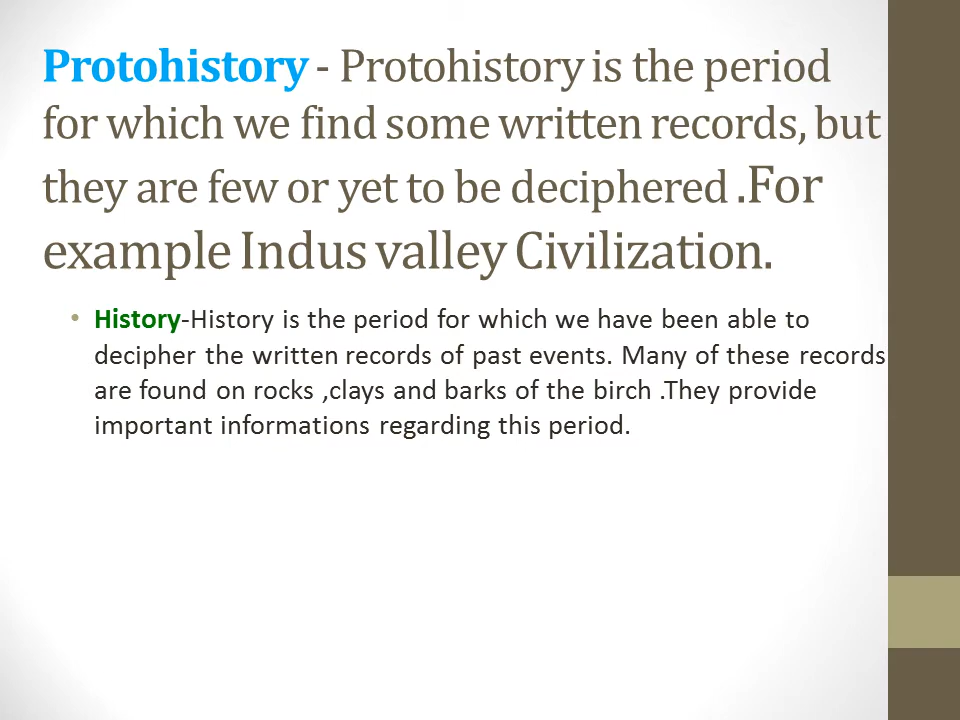 Protohistory - Protohistory is the period
for which we find some written records, but
they are few or yet to be deciphered .For
example Indus valley Civilization.
• History-History is the period for which we have been able to
decipher the written records of past events. Many of these records
are found on rocks ,clays and barks of the birch .They provide
important informations regarding this period.